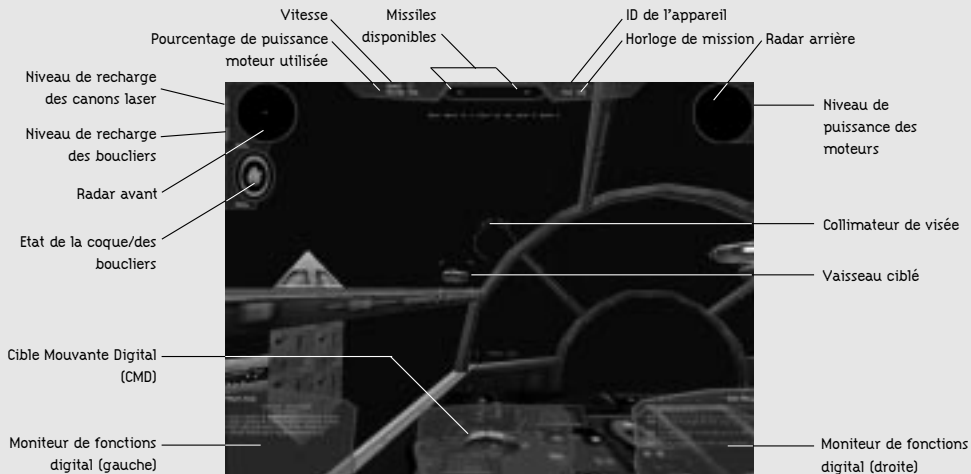 Vitesse
Pourcentage de puissance
moteur utilisée
Missiles
disponibles
ID de l'appareil
Horloge de mission
Radar arrière
Niveau de recharge
des canons laser
Niveau de recharge
des boucliers
Radar avant
Etat de la coque/des
boucliers
Cible Mouvante Digital
(CMD)
Moniteur de fonctions
digital (gauche)
Niveau de
puissance des
moteurs
Collimateur de visée
Vaisseau ciblé
Moniteur de fonctions
digital (droite)